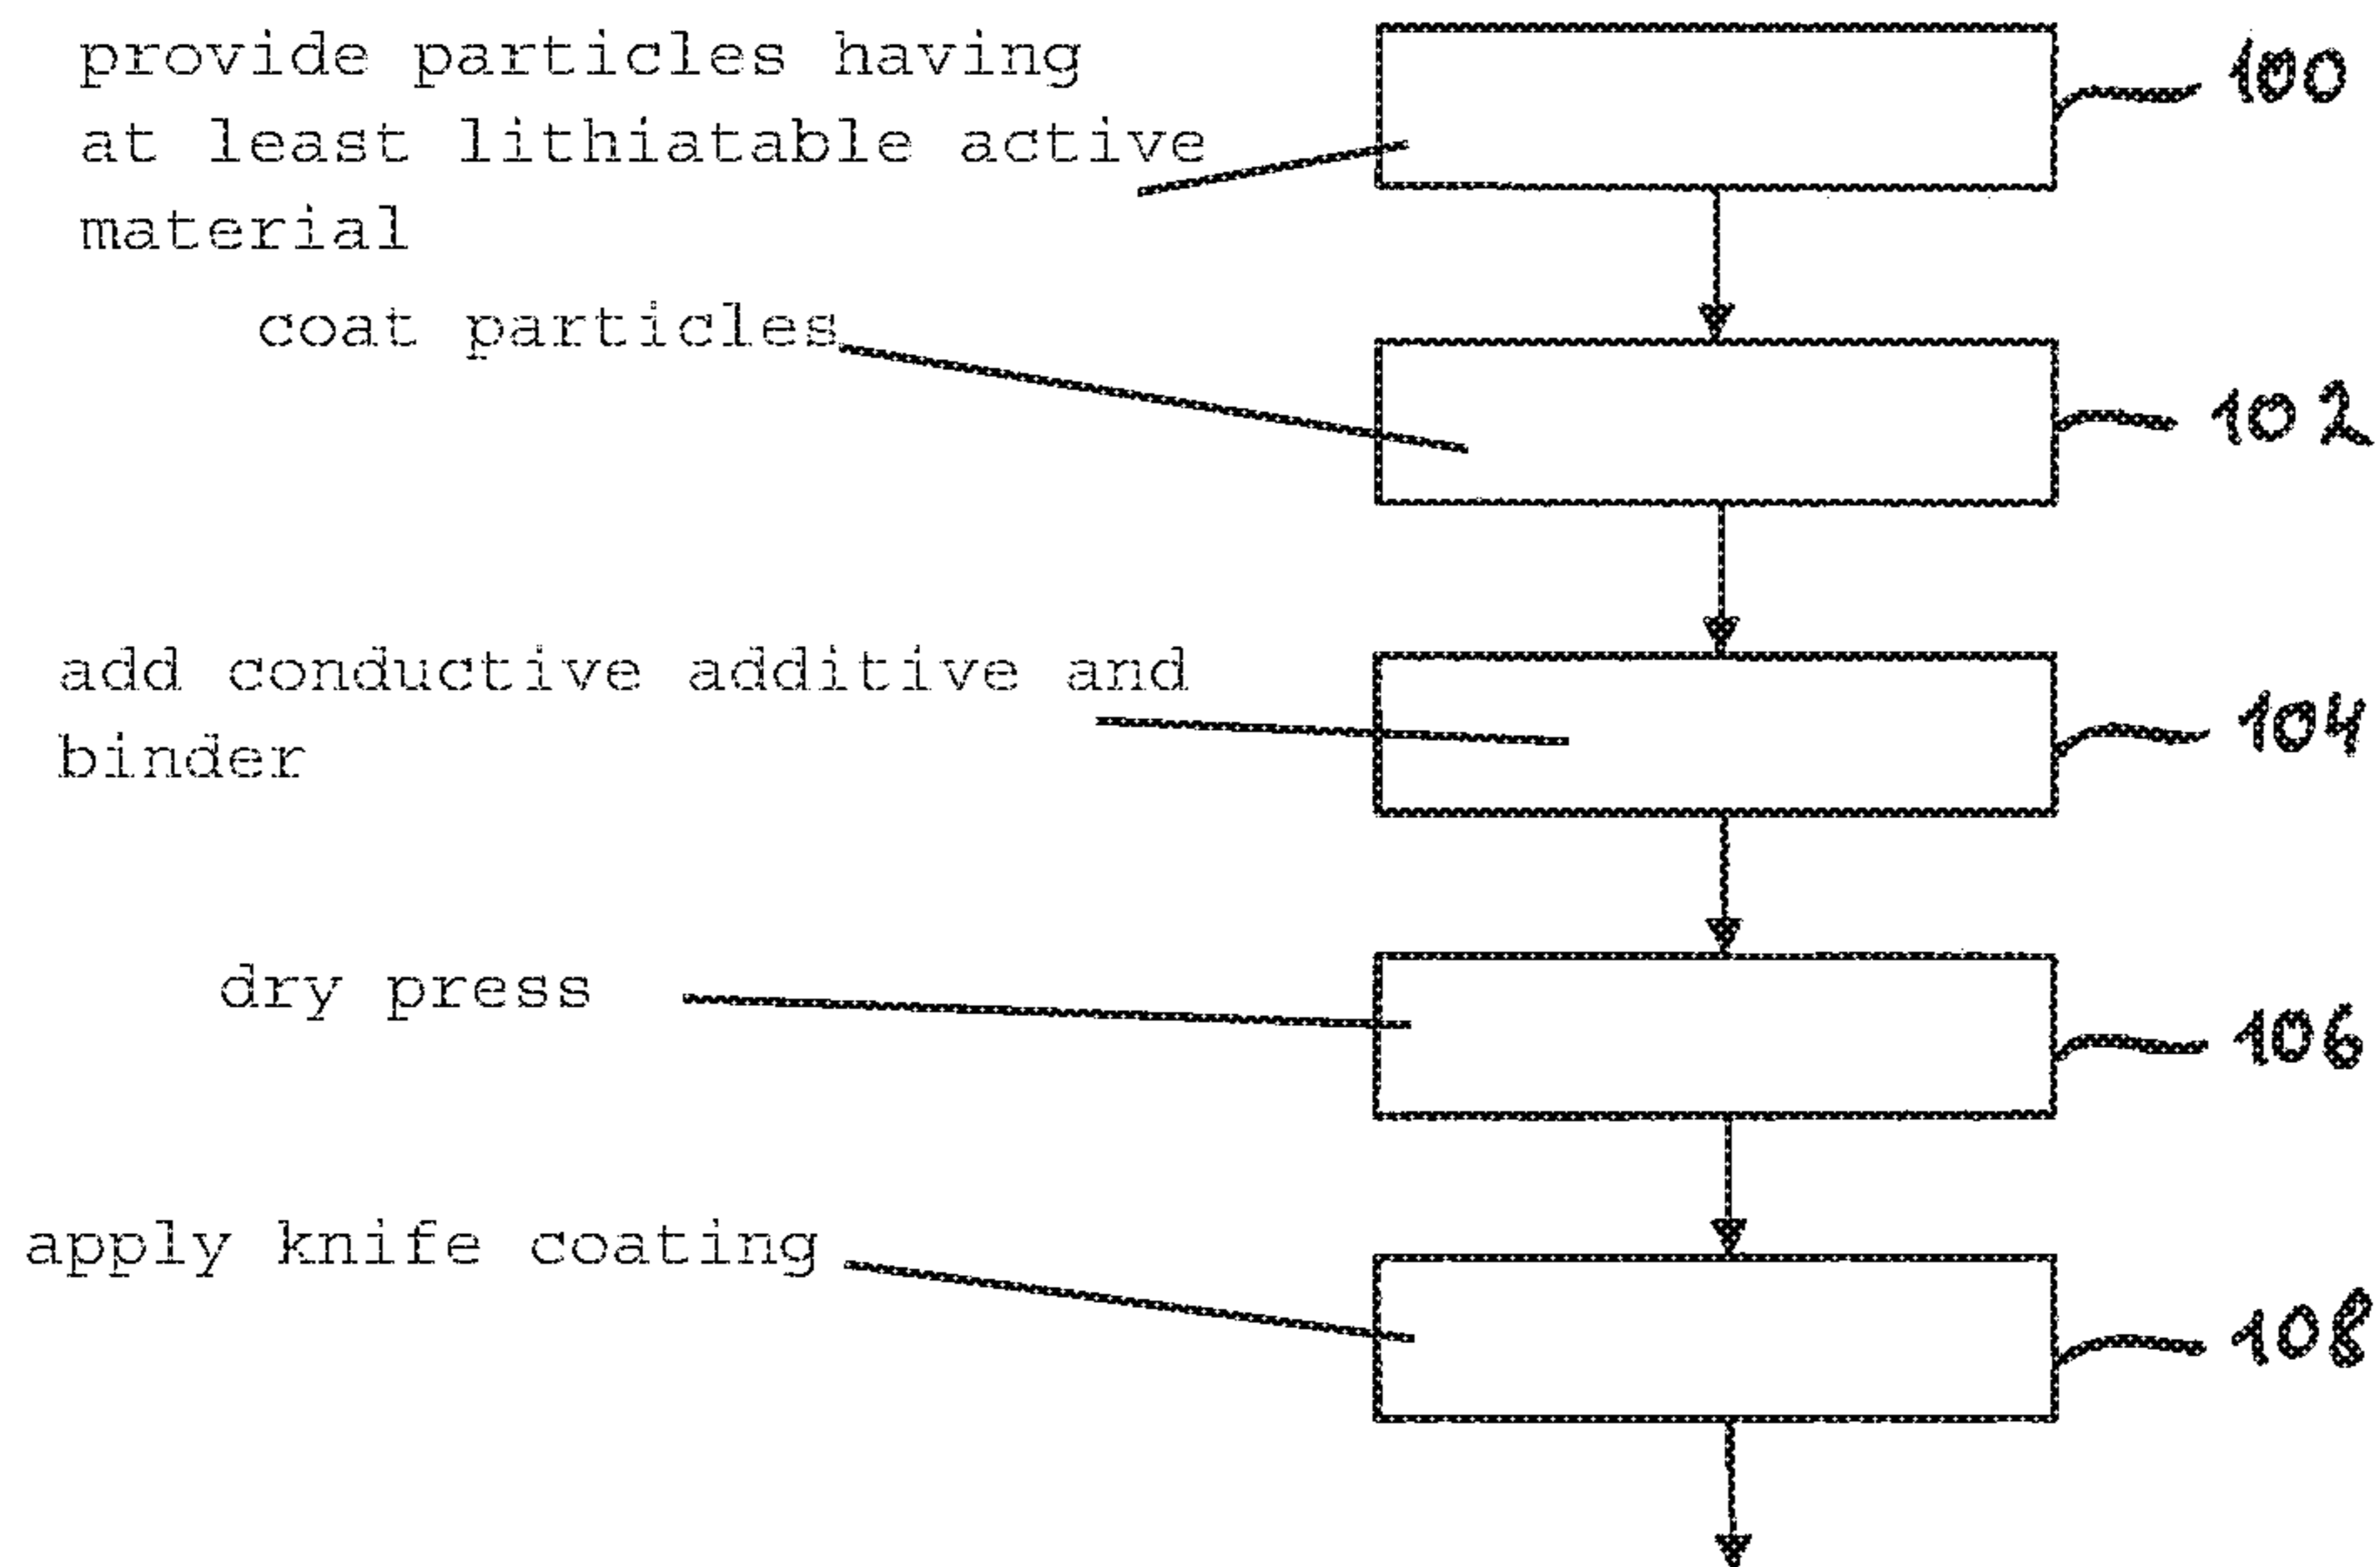 provide particles having
at least lithiatable active
material
100
coat particles
102
add conductive additive and
binder
104
dry press
106
apply knife coating
108